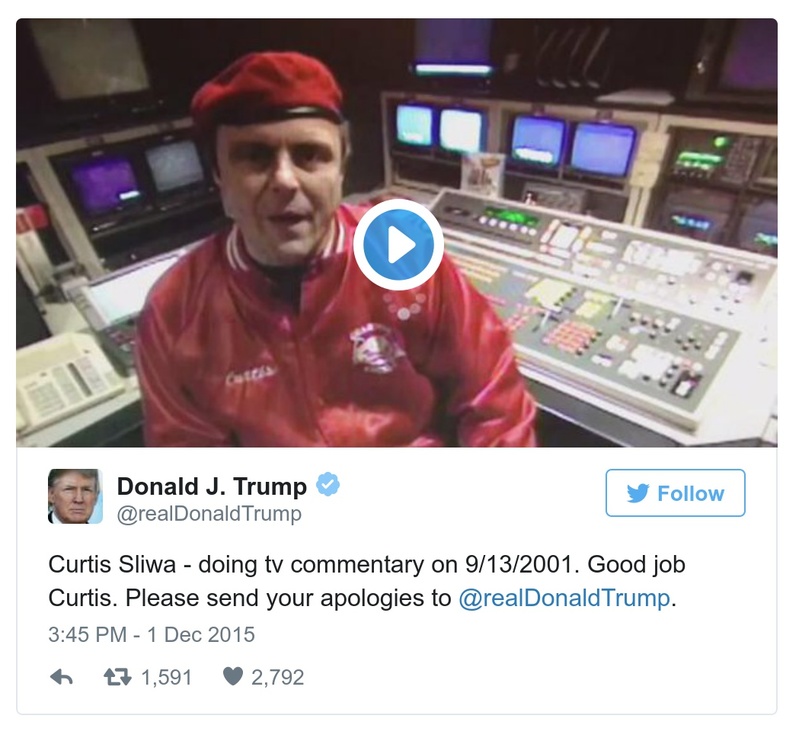 Curtis
Donald J. Trump
@realDonaldTrump
Follow
Curtis Sliwa - doing tv commentary on 9/13/2001. Good job
Curtis. Please send your apologies to @realDonaldTrump.
3:45 PM - 1 Dec 2015
1,591 2,792